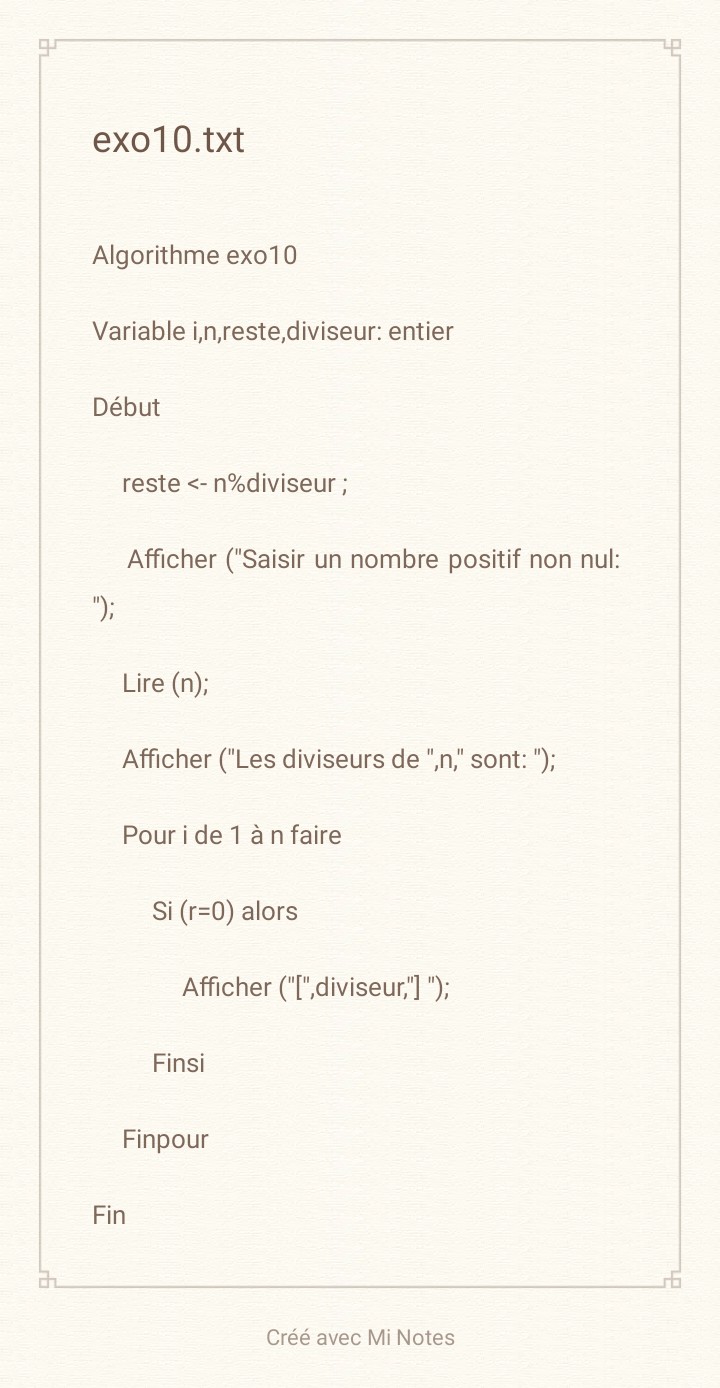 exo10.txt
Algorithme exo10
Variable i,n,reste,diviseur: entier
Début
reste <- n%diviseur ;
Afficher ("Saisir un nombre positif non nul:
");
Lire (n);
Afficher ("Les diviseurs de ",n," sont: ");
Pour i de 1 à n faire
Si (r=0) alors
Afficher ("[",diviseur,"] ");
Finsi
Finpour
Fin
Créé avec Mi Notes